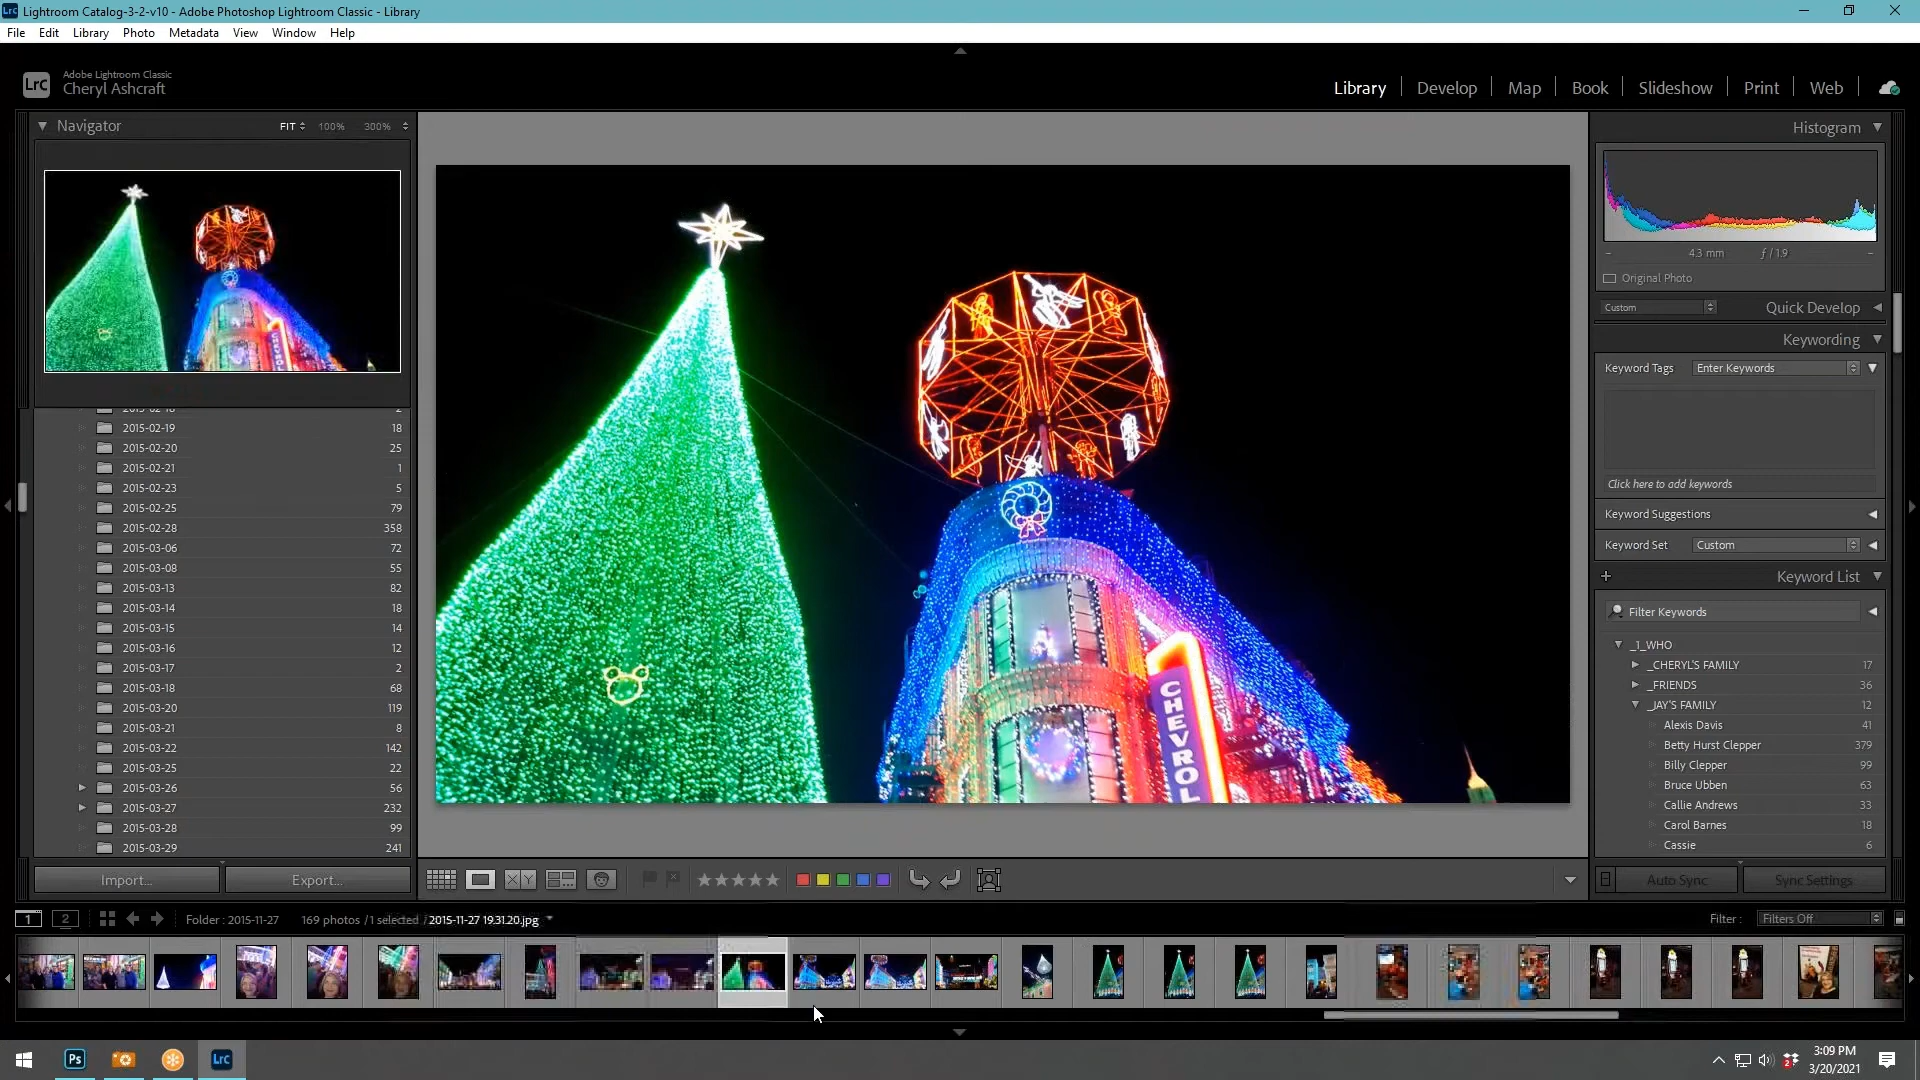 Lightroom Catalog-3-2-v10 - Adobe Photoshop Lightroom Classic - Library
File Edit Library Photo Metadata View Window Help
LrC
Adobe Lightroom Classic
Cheryl Ashcraft
Library Develop Map Book Slideshow Print Web
Navigator FIT 100% 300%
2015-02-19 18
2015-02-20 25
2015-02-21 1
2015-02-23 5
2015-02-25 79
2015-02-28 358
2015-03-06 72
2015-03-08 55
2015-03-13 82
2015-03-14 18
2015-03-15 14
2015-03-16 12
2015-03-17 2
2015-03-18 68
2015-03-20 119
2015-03-21 8
2015-03-22 142
2015-03-25 22
2015-03-26 56
2015-03-27 232
2015-03-28 99
2015-03-29 241
Import... Export...
CHEVROL
Histogram
4.3 mm f / 1.9
Original Photo
Custom Quick Develop
Keywording
Keyword Tags Enter Keywords
Click here to add keywords
Keyword Suggestions
Keyword Set Custom
Keyword List
Filter Keywords
_1_WHO
_CHERYL'S FAMILY 17
_FRIENDS 36
_JAY'S FAMILY 12
Alexis Davis 41
Betty Hurst Clepper 379
Billy Clepper 99
Bruce Ubben 63
Callie Andrews 33
Carol Barnes 18
Cassie 6
Auto Sync Sync Settings
XY
1 2 Folder : 2015-11-27 169 photos / 1 selected / 2015-11-27 19.31.20.jpg Filter : Filters Off
Ps LrC
3:09 PM
3/20/2021